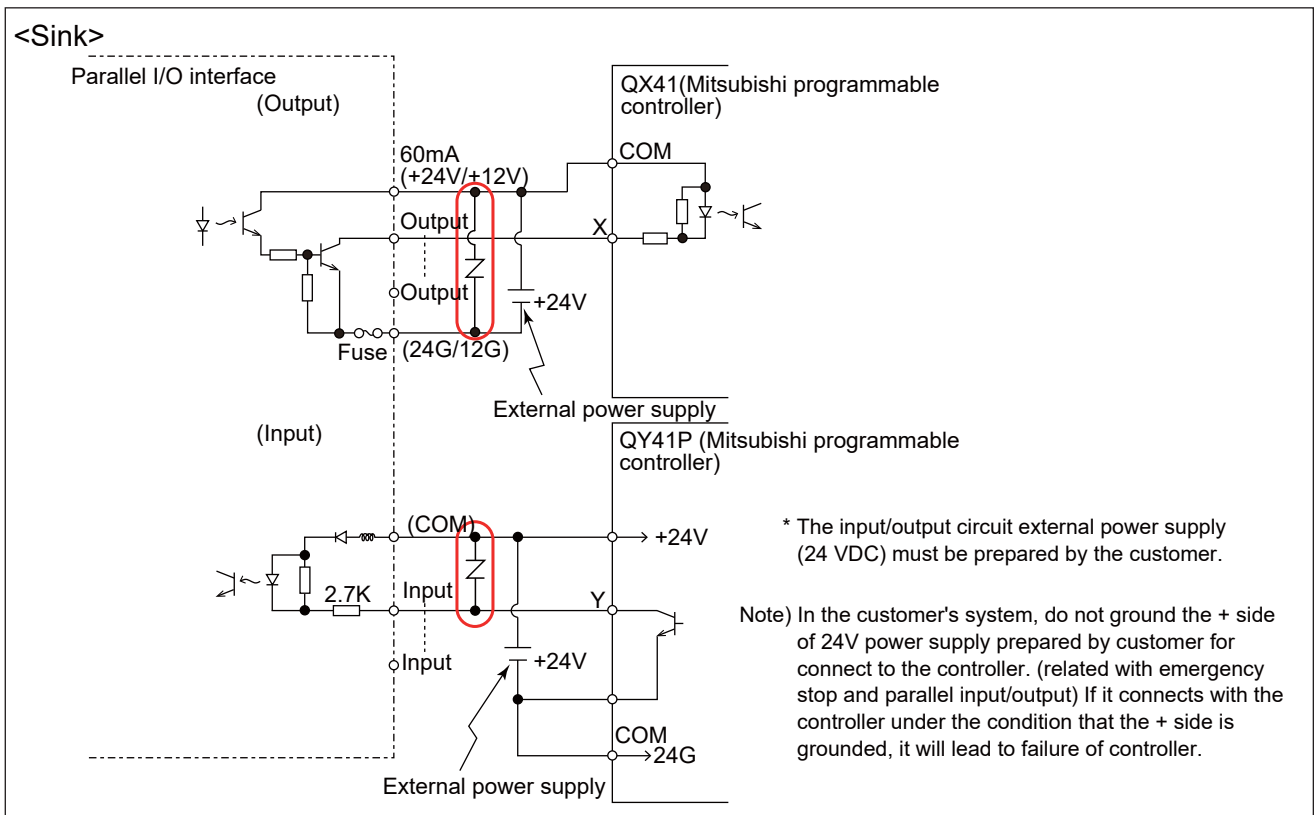 <Sink>
Parallel I/O interface
(Output)
QX41(Mitsubishi programmable
controller)
60mA
(+24V/+12V)
COM
Output
X
Output
+24V
Fuse
(24G/12G)
External power supply
(Input)
QY41P (Mitsubishi programmable
controller)
(COM)
+24V
2.7K
Input
Y
Input
+24V
COM
24G
External power supply
* The input/output circuit external power supply
(24 VDC) must be prepared by the customer.
Note) In the customer's system, do not ground the + side
of 24V power supply prepared by customer for
connect to the controller. (related with emergency
stop and parallel input/output) If it connects with the
controller under the condition that the + side is
grounded, it will lead to failure of controller.